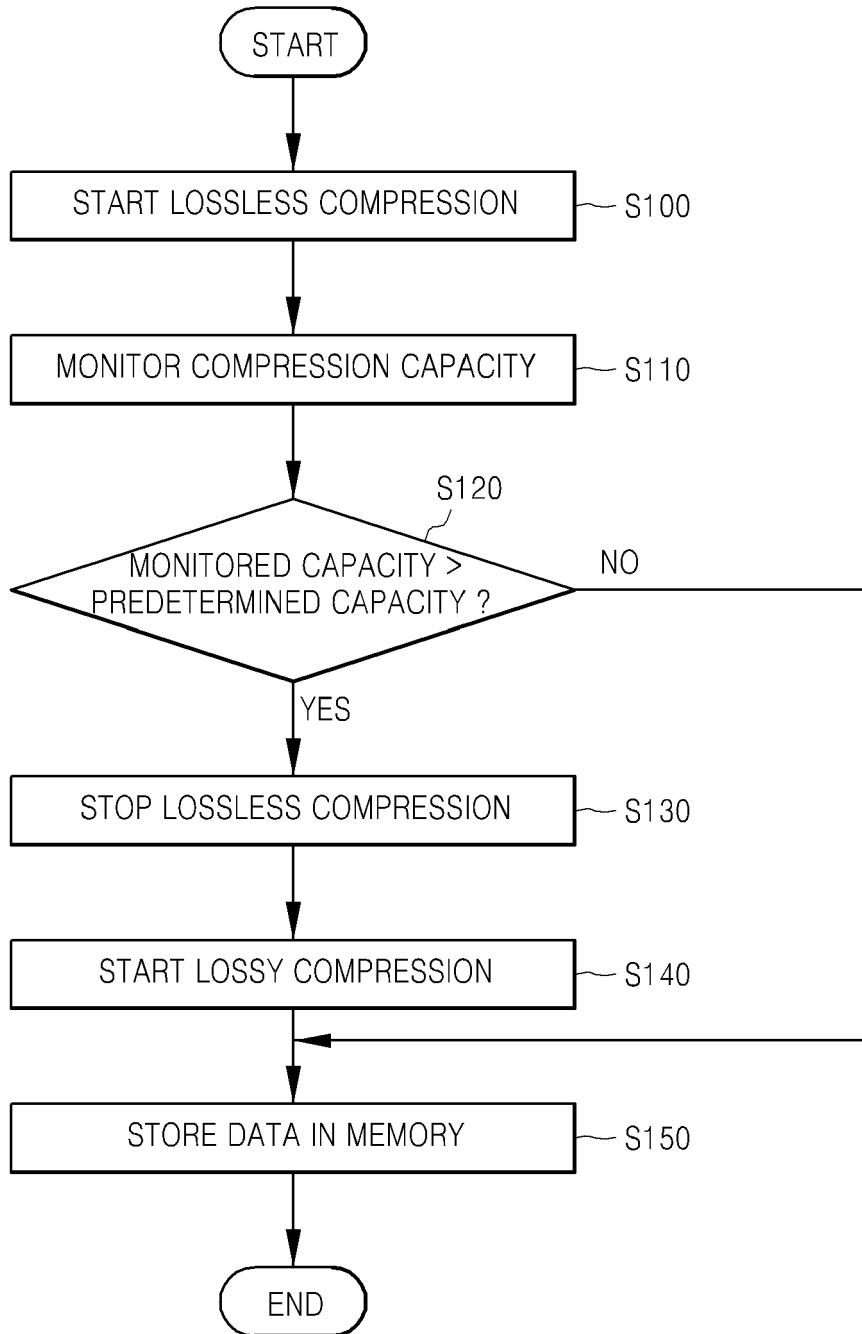 START
START LOSSLESS COMPRESSION
S100
MONITOR COMPRESSION CAPACITY
S110
S120
MONITORED CAPACITY >
PREDETERMINED CAPACITY ?
NO
YES
STOP LOSSLESS COMPRESSION
S130
START LOSSY COMPRESSION
S140
STORE DATA IN MEMORY
S150
END